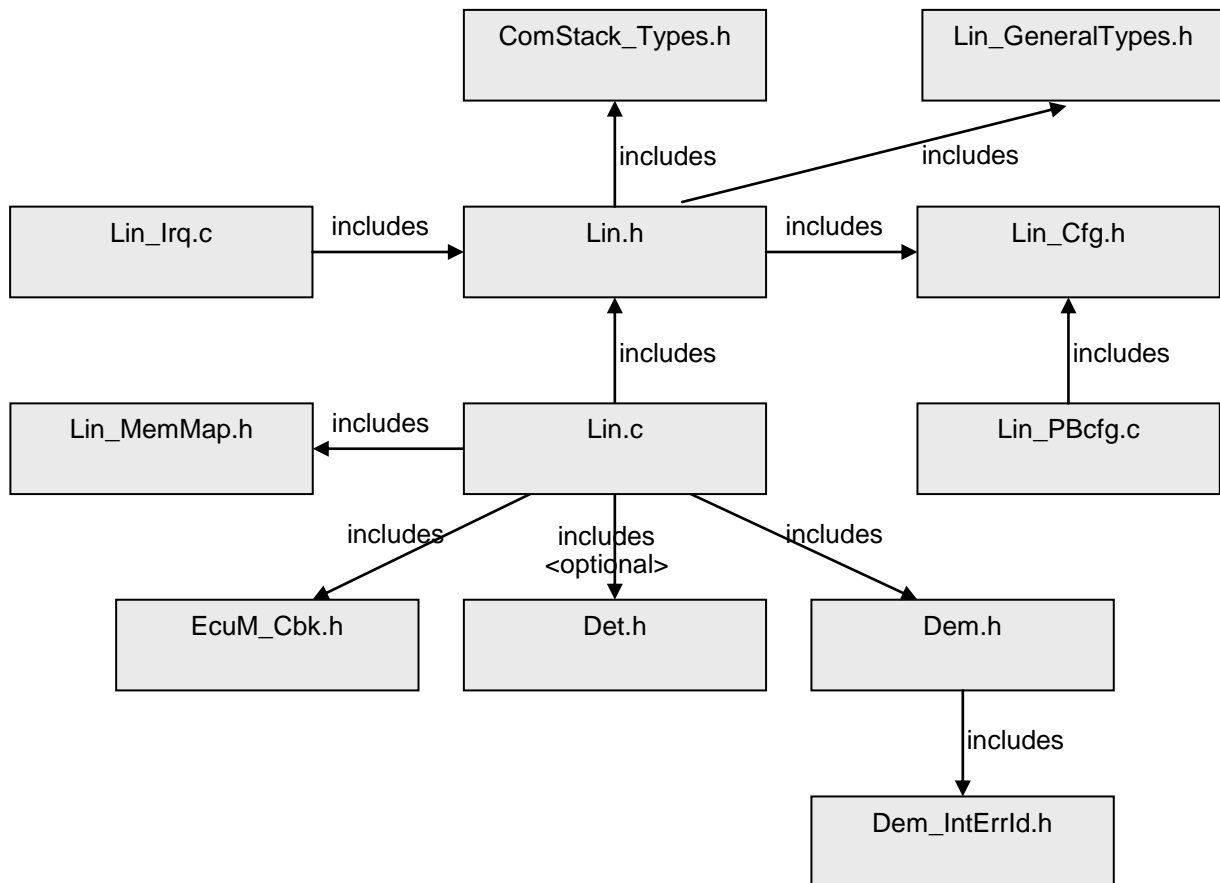 ComStack_Types.h
Lin_GeneralTypes.h
includes
includes
Lin_Irq.c
includes
Lin.h
includes
Lin_Cfg.h
includes
includes
Lin_MemMap.h
includes
Lin.c
Lin_PBcfg.c
includes
includes
<optional>
includes
EcuM_Cbk.h
Det.h
Dem.h
includes
Dem_IntErrId.h